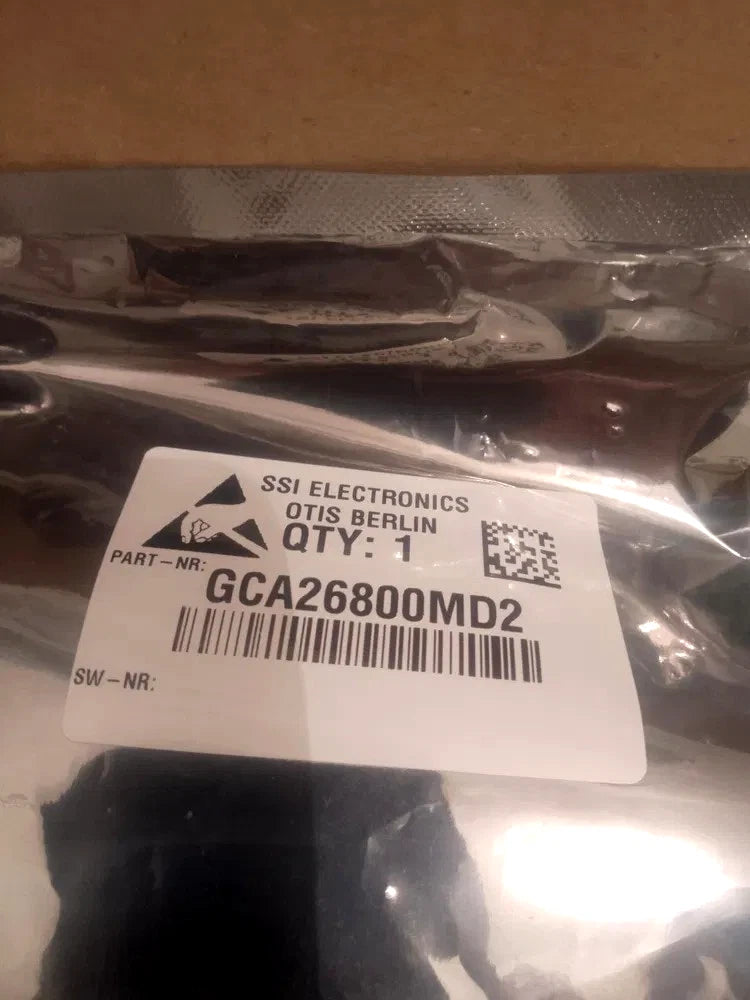 SSI ELECTRONICS
OTIS BERLIN
QTY: 1
PART-NR:
GCA26800MD2
SW-NR: